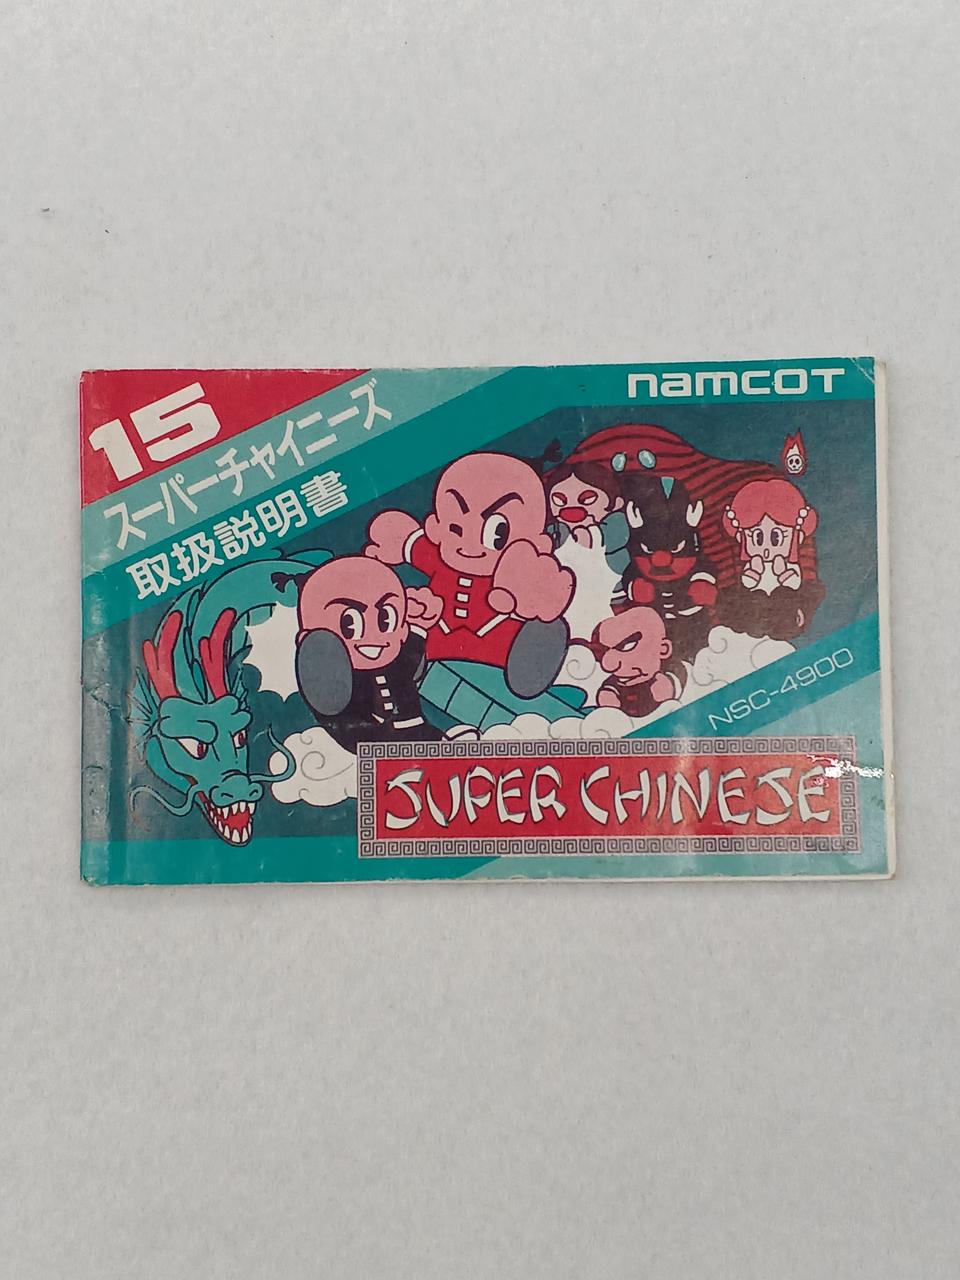 15
namcot
スーパーチャイニーズ
取扱説明書
NSC-4900
SUPER CHINESE